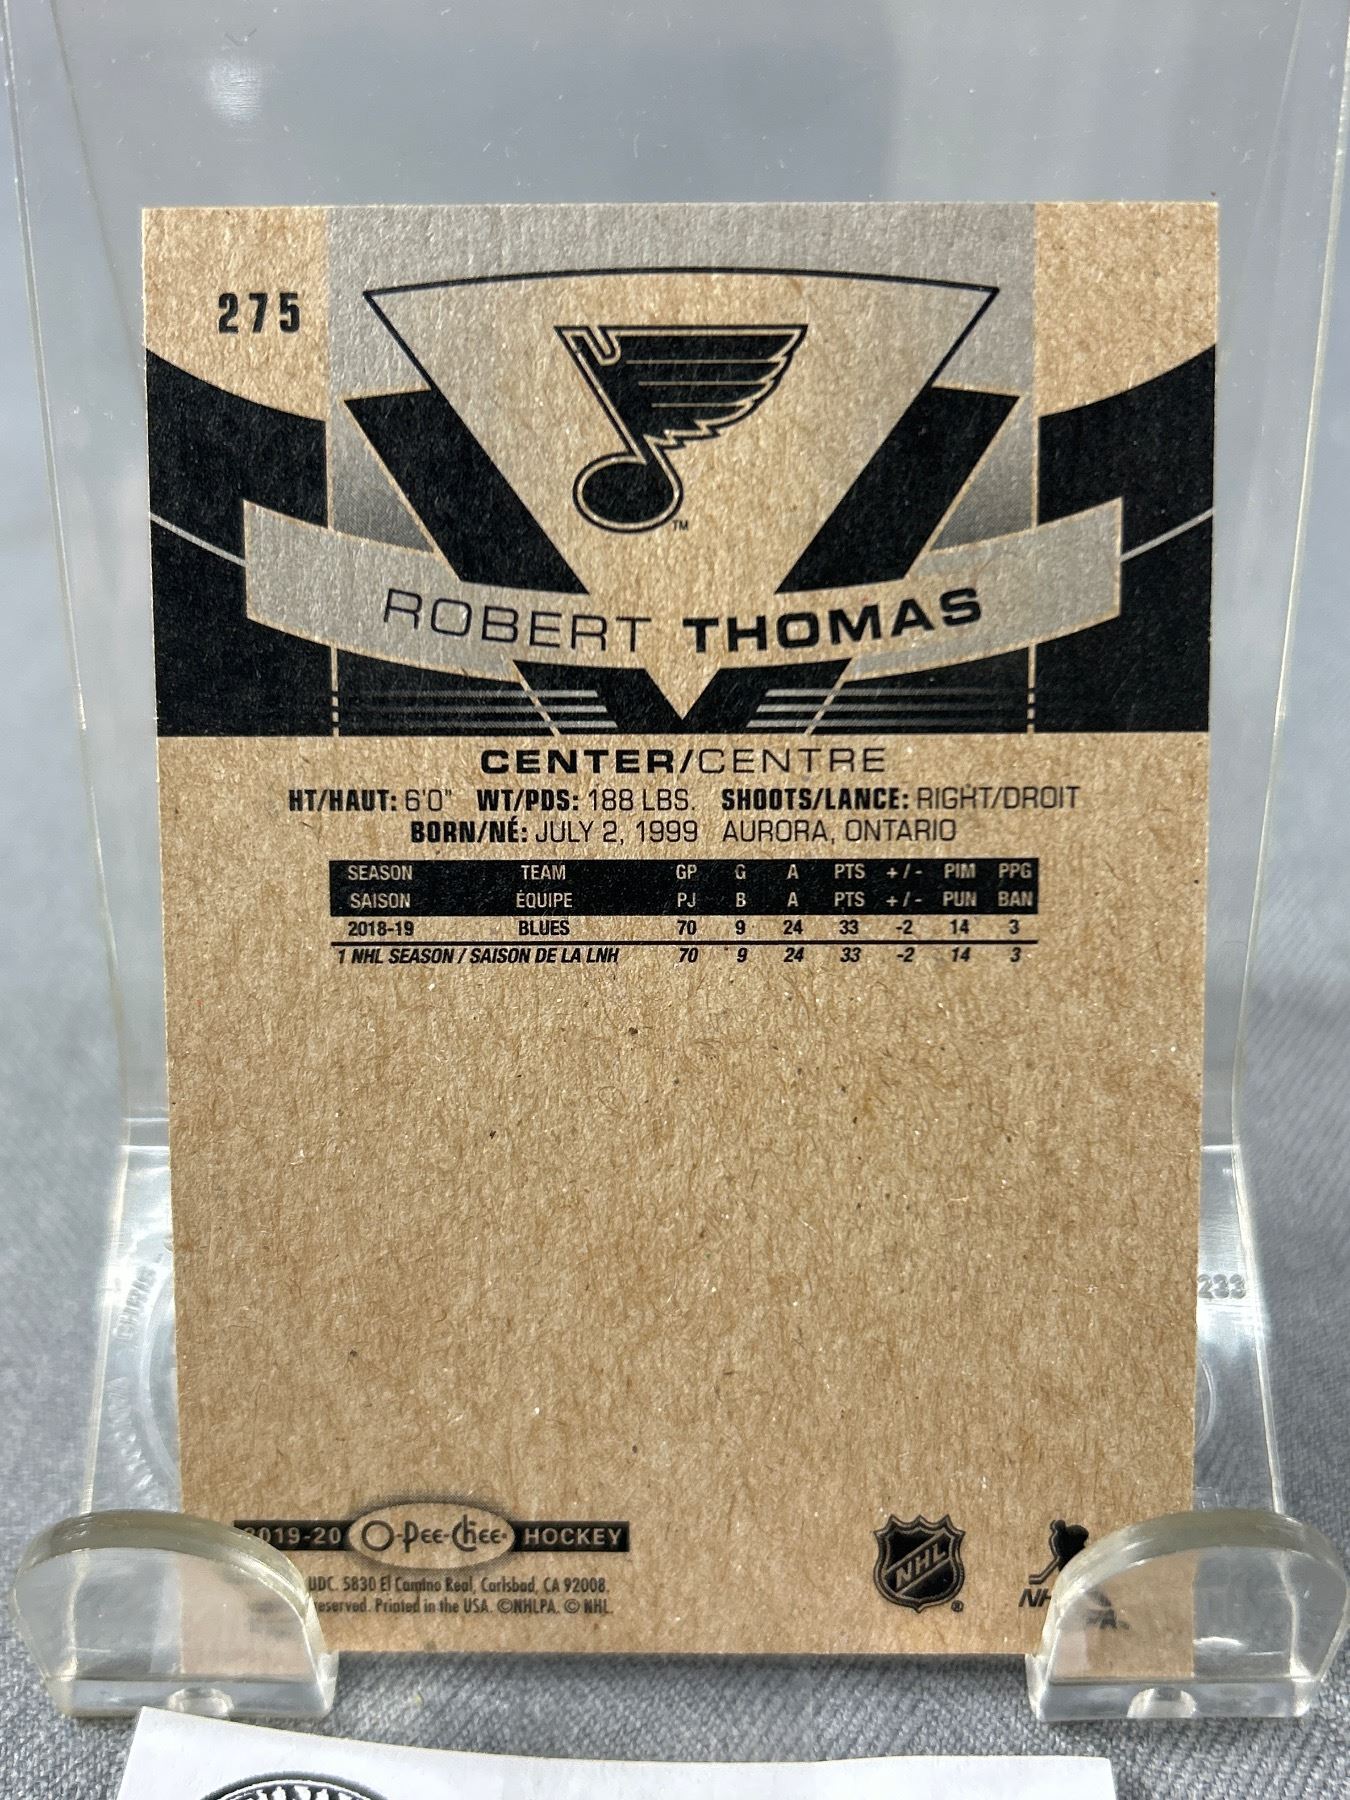 275
TM
ROBERT THOMAS
CENTER/CENTRE
HT/HAUT: 6'0" WT/PDS: 188 LBS. SHOOTS/LANCE: RIGHT/DROIT
BORN/NÉ: JULY 2, 1999 AURORA, ONTARIO
SEASON TEAM GP G A PTS +/- PIM PPG
SAISON ÉQUIPE PJ B A PTS +/- PUN BAN
2018-19 BLUES 70 9 24 33 -2 14 3
1 NHL SEASON / SAISON DE LA LNH 70 9 24 33 -2 14 3
233
2019-20 O-Pee-Chee HOCKEY
NHL ®
UDC. 5830 El Camino Real, Carlsbad, CA 92008.
Printed in the USA. ©NHLPA. © NHL.